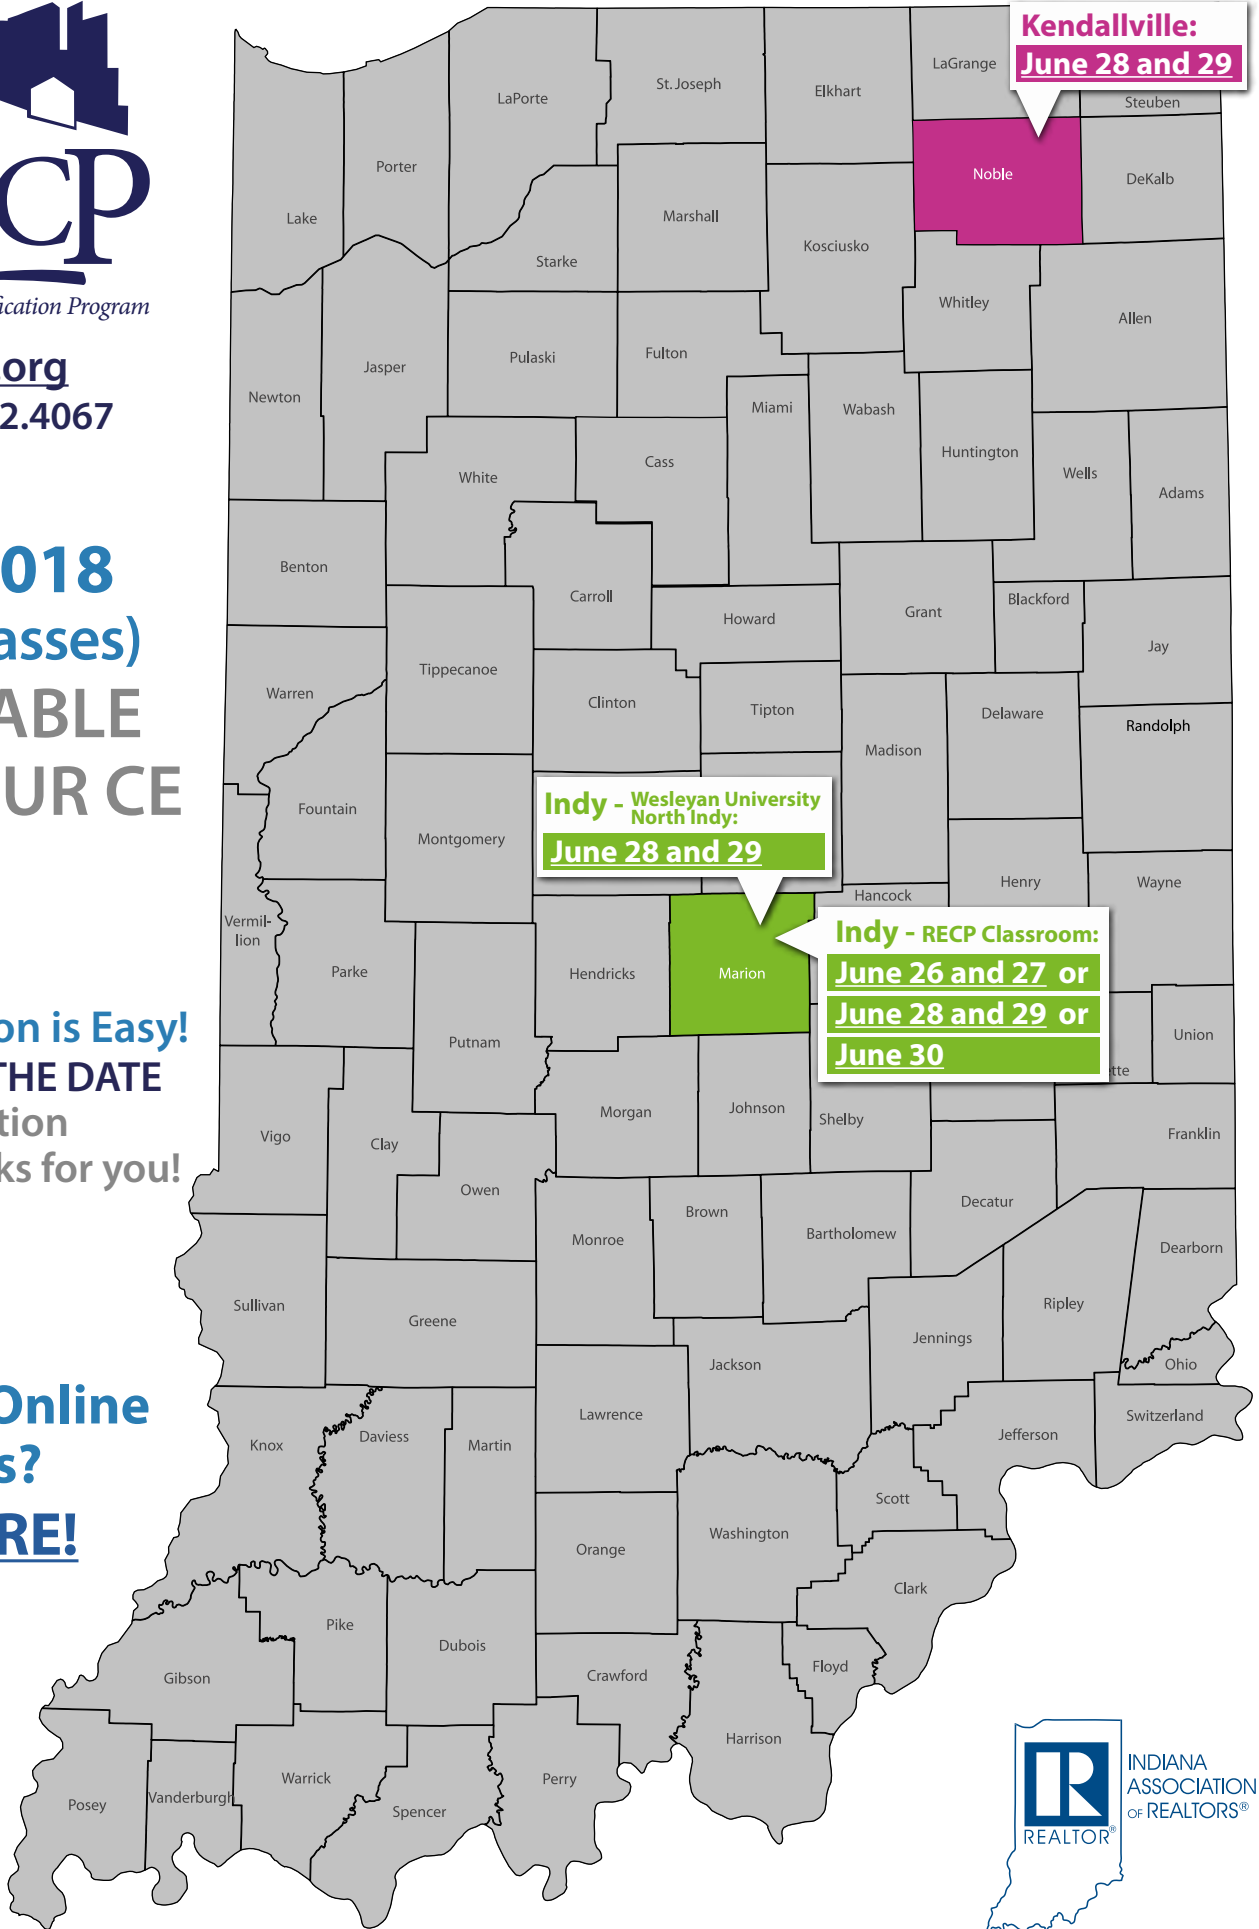 CP
ication Program
.org
2.4067
018
asses)
ABLE
UR CE
on is Easy!
THE DATE
tion
ks for you!
Online
s?
RE!
Kendallville:
June 28 and 29
LaGrange
Steuben
St. Joseph
Elkhart
LaPorte
Porter
Lake
Noble
DeKalb
Marshall
Kosciusko
Starke
Whitley
Allen
Pulaski
Fulton
Jasper
Newton
Miami
Wabash
Huntington
White
Cass
Wells
Adams
Benton
Carroll
Howard
Grant
Blackford
Jay
Tippecanoe
Warren
Clinton
Tipton
Delaware
Randolph
Madison
Fountain
Montgomery
Indy - Wesleyan University
North Indy:
June 28 and 29
Henry
Wayne
Hancock
Vermil-
lion
Parke
Hendricks
Marion
Indy - RECP Classroom:
June 26 and 27 or
June 28 and 29 or
June 30
Putnam
Union
ette
Morgan
Johnson
Shelby
Franklin
Vigo
Clay
Owen
Monroe
Brown
Bartholomew
Decatur
Dearborn
Sullivan
Greene
Ripley
Jennings
Jackson
Ohio
Lawrence
Switzerland
Jefferson
Knox
Daviess
Martin
Scott
Washington
Orange
Clark
Pike
Dubois
Gibson
Crawford
Floyd
Harrison
Warrick
Perry
Posey
Vanderburgh
Spencer
REALTOR®
INDIANA
ASSOCIATION
OF REALTORS®